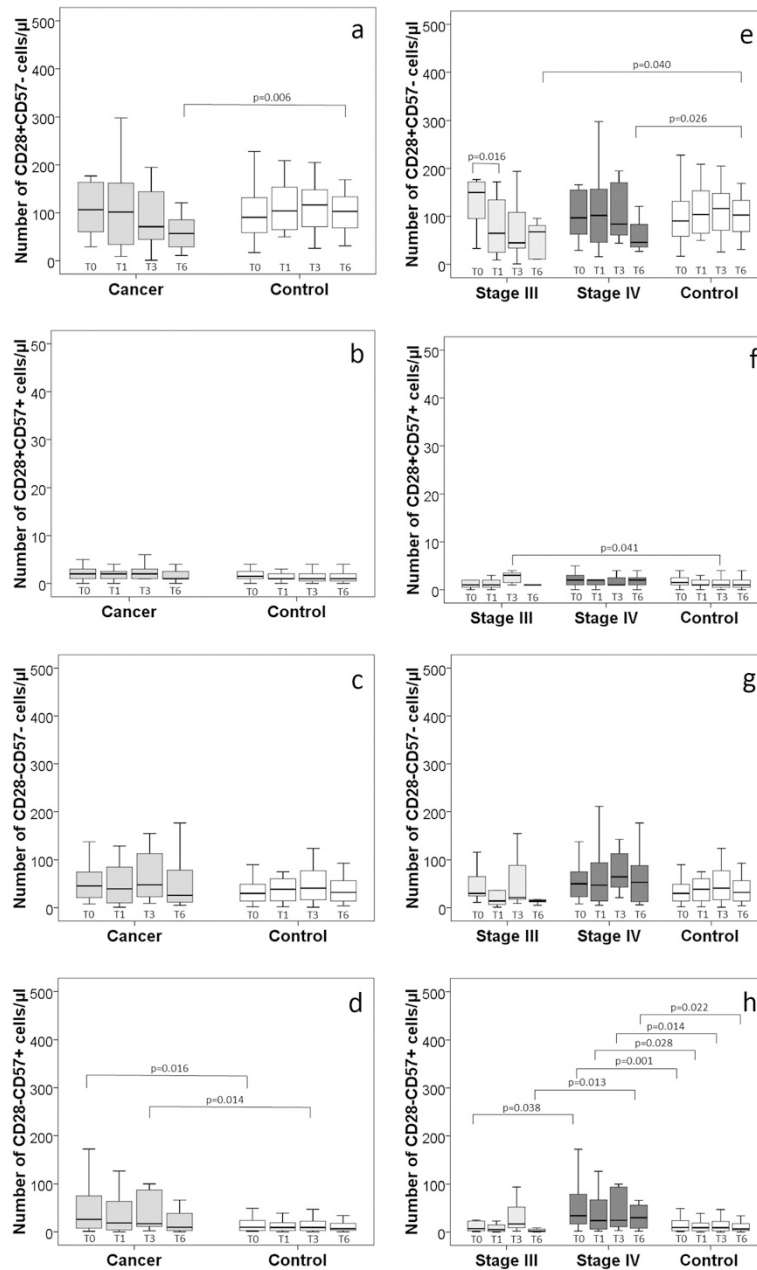 a
Number of CD28+CD57- cells/µl
500
400
300
200
100
0
p=0.006
T0 T1 T3 T6 T0 T1 T3 T6
Cancer Control
e
Number of CD28+CD57- cells/µl
500
400
300
200
100
0
p=0.040
p=0.026
p=0.016
T0 T1 T3 T6 T0 T1 T3 T6 T0 T1 T3 T6
Stage III Stage IV Control
b
Number of CD28+CD57+ cells/µl
50
40
30
20
10
0
T0 T1 T3 T6 T0 T1 T3 T6
Cancer Control
f
Number of CD28+CD57+ cells/µl
50
40
30
20
10
0
p=0.041
T0 T1 T3 T6 T0 T1 T3 T6 T0 T1 T3 T6
Stage III Stage IV Control
c
Number of CD28-CD57- cells/µl
500
400
300
200
100
0
T0 T1 T3 T6 T0 T1 T3 T6
Cancer Control
g
Number of CD28-CD57- cells/µl
500
400
300
200
100
0
T0 T1 T3 T6 T0 T1 T3 T6 T0 T1 T3 T6
Stage III Stage IV Control
d
Number of CD28-CD57+ cells/µl
500
400
300
200
100
0
p=0.016
p=0.014
T0 T1 T3 T6 T0 T1 T3 T6
Cancer Control
h
Number of CD28-CD57+ cells/µl
500
400
300
200
100
0
p=0.022
p=0.014
p=0.028
p=0.001
p=0.013
p=0.038
T0 T1 T3 T6 T0 T1 T3 T6 T0 T1 T3 T6
Stage III Stage IV Control